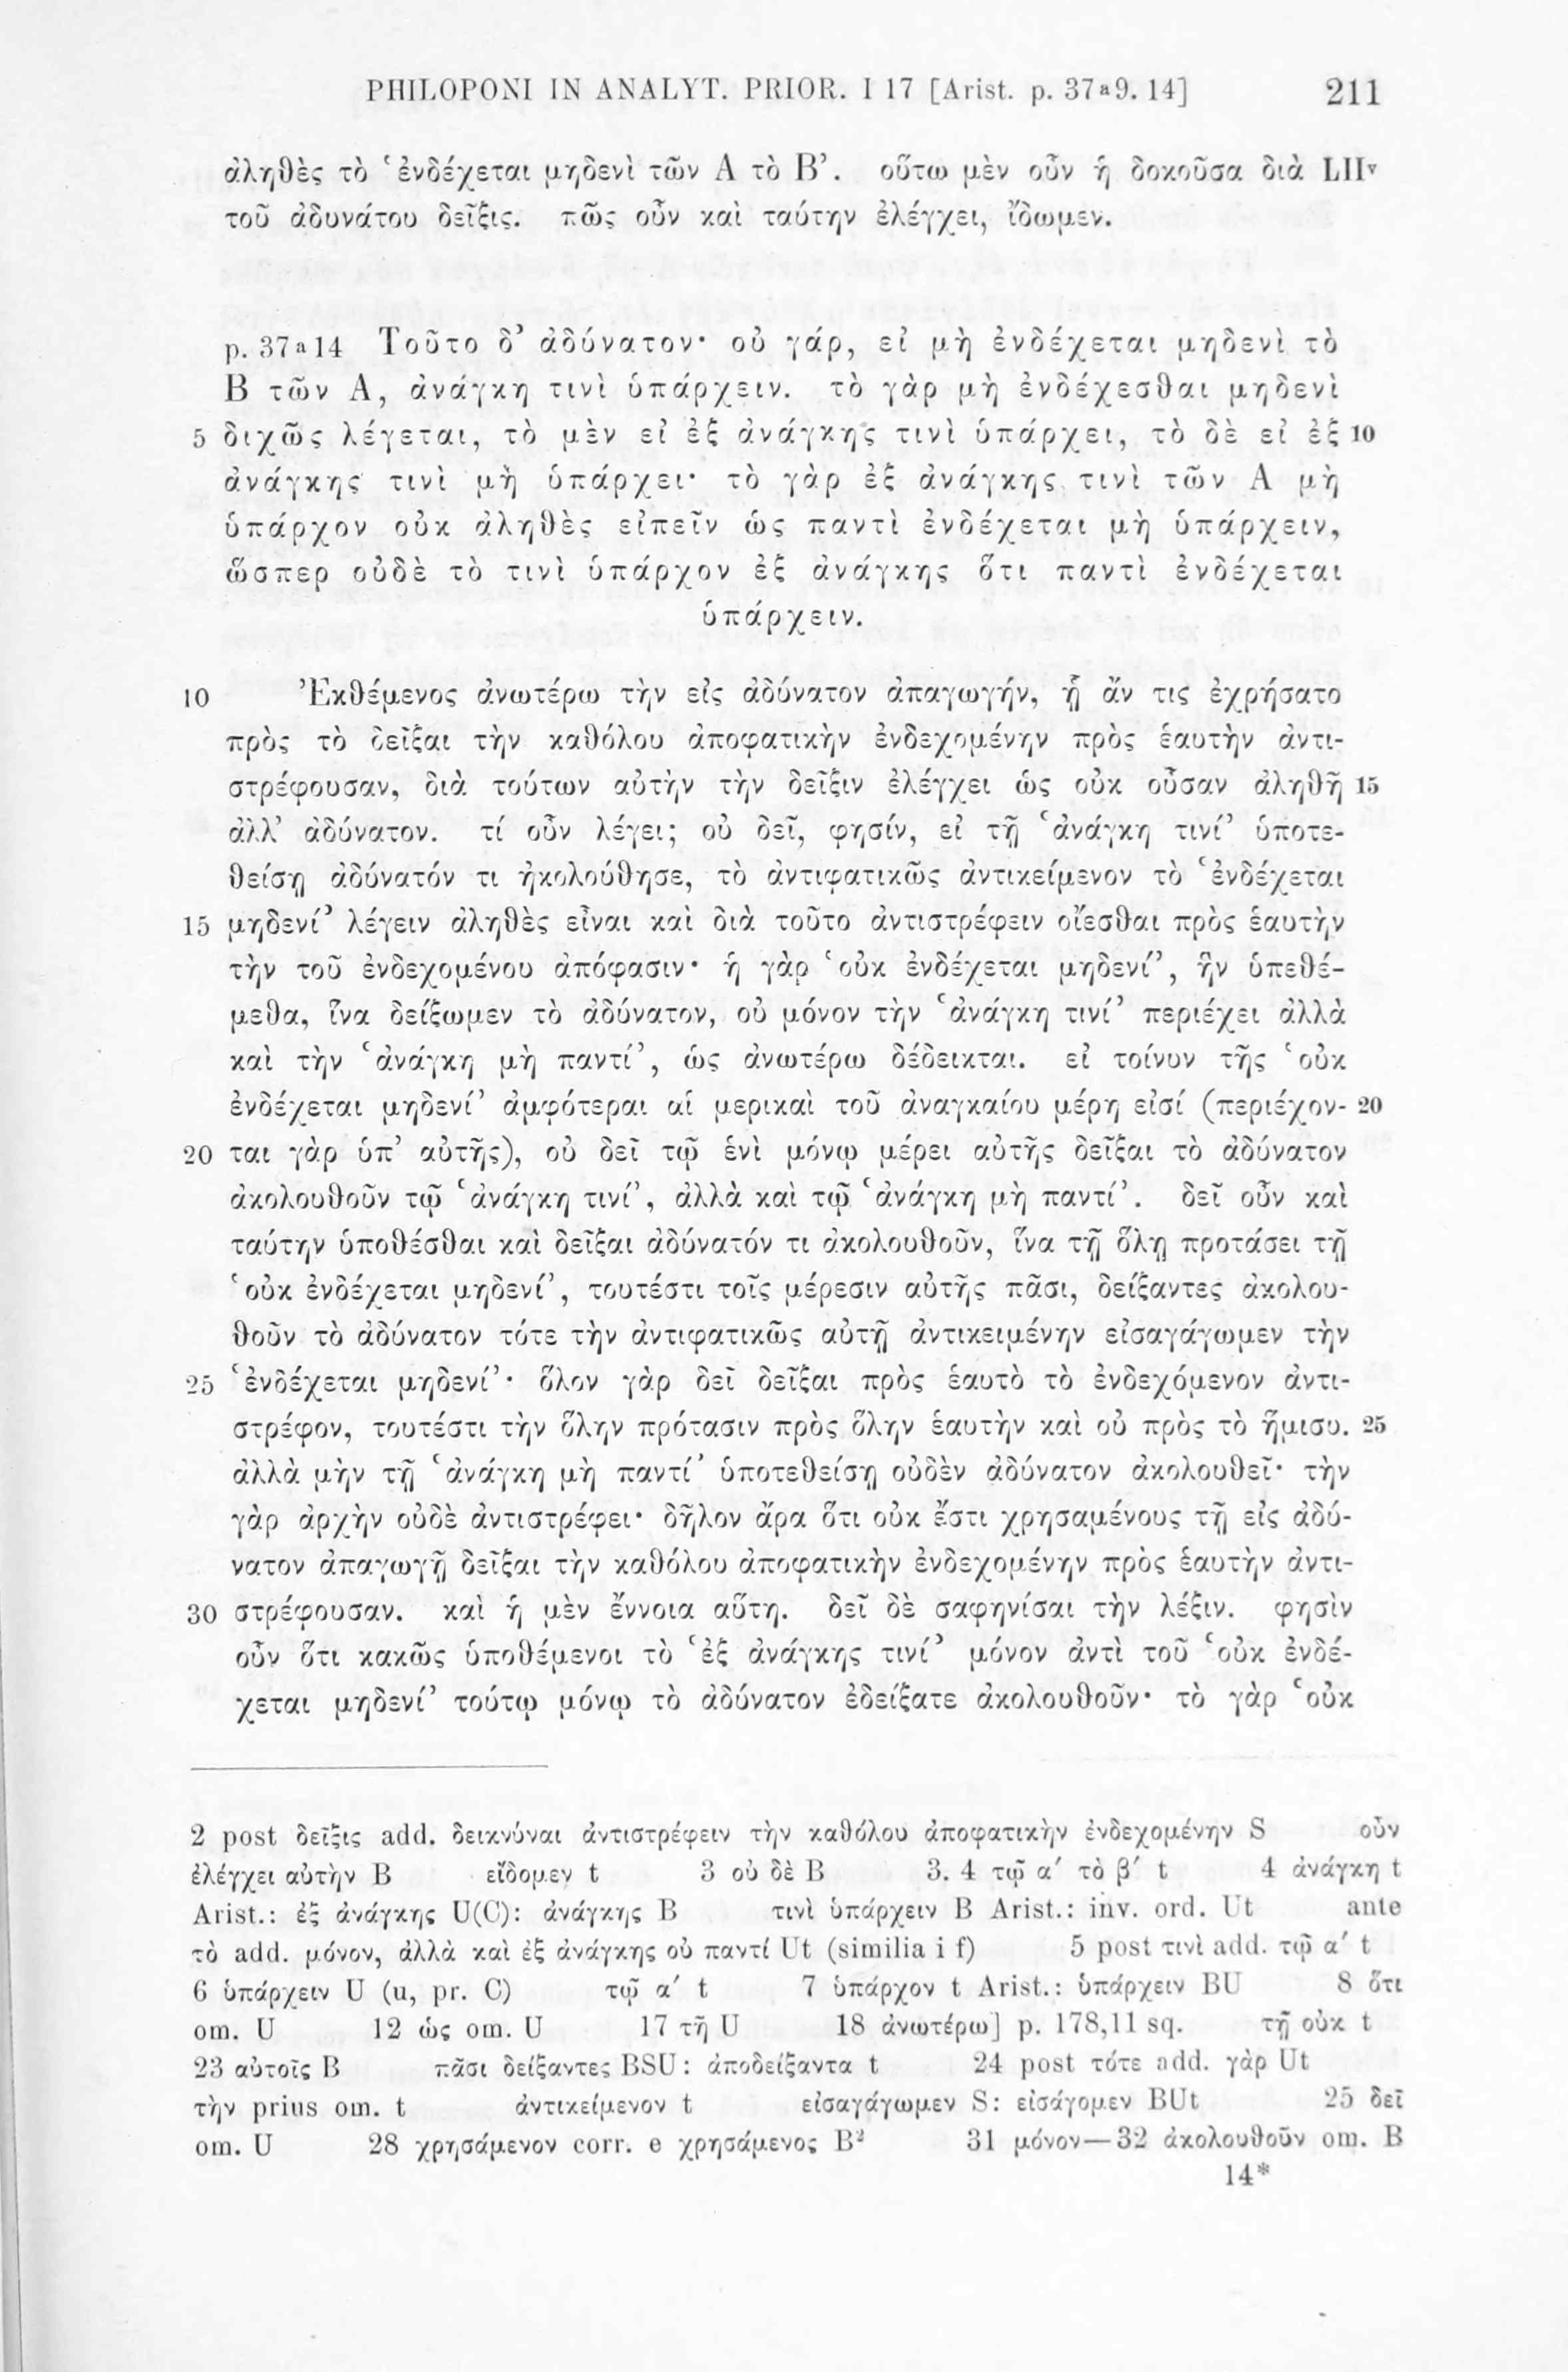 PHILOPONI IN ANALYT. PRIOR. I 17 [Arist. p. 37a9. 14] 211
ἀληθὲς τὸ ‘ἐνδέχεται μηδενὶ τῶν Α τὸ Β’. οὕτω μὲν οὖν ἡ δοκοῦσα διὰ LIIv
τοῦ ἀδυνάτου δεῖξις. πῶς οὖν καὶ ταύτην ἐλέγχει, ἴδωμεν.
p. 37a14 Τοῦτο δ’ ἀδύνατον· οὐ γάρ, εἰ μὴ ἐνδέχεται μηδενὶ τὸ
Β τῶν Α, ἀνάγκη τινὶ ὑπάρχειν. τὸ γὰρ μὴ ἐνδέχεσθαι μηδενὶ
5 διχῶς λέγεται, τὸ μὲν εἰ ἐξ ἀνάγκης τινὶ ὑπάρχει, τὸ δὲ εἰ ἐξ 10
ἀνάγκης τινὶ μὴ ὑπάρχει· τὸ γὰρ ἐξ ἀνάγκης τινὶ τῶν Α μὴ
ὑπάρχον οὐκ ἀληθὲς εἰπεῖν ὡς παντὶ ἐνδέχεται μὴ ὑπάρχειν,
ὥσπερ οὐδὲ τὸ τινὶ ὑπάρχον ἐξ ἀνάγκης ὅτι παντὶ ἐνδέχεται
ὑπάρχειν.
10 Ἐκθέμενος ἀνωτέρω τὴν εἰς ἀδύνατον ἀπαγωγήν, ᾗ ἄν τις ἐχρήσατο
πρὸς τὸ δεῖξαι τὴν καθόλου ἀποφατικὴν ἐνδεχομένην πρὸς ἑαυτὴν ἀντι-
στρέφουσαν, διὰ τούτων αὐτὴν τὴν δεῖξιν ἐλέγχει ὡς οὐκ οὖσαν ἀληθῆ 15
ἀλλ’ ἀδύνατον. τί οὖν λέγει; οὐ δεῖ, φησίν, εἰ τῇ ‘ἀνάγκη τινί’ ὑποτε-
θείσῃ ἀδύνατόν τι ἠκολούθησε, τὸ ἀντιφατικῶς ἀντικείμενον τὸ ‘ἐνδέχεται
15 μηδενί’ λέγειν ἀληθὲς εἶναι καὶ διὰ τοῦτο ἀντιστρέφειν οἴεσθαι πρὸς ἑαυτὴν
τὴν τοῦ ἐνδεχομένου ἀπόφασιν· ἡ γὰρ ‘οὐκ ἐνδέχεται μηδενί’, ἣν ὑπεθέ-
μεθα, ἵνα δείξωμεν τὸ ἀδύνατον, οὐ μόνον τὴν ‘ἀνάγκη τινί’ περιέχει ἀλλὰ
καὶ τὴν ‘ἀνάγκη μὴ παντί’, ὡς ἀνωτέρω δέδεικται. εἰ τοίνυν τῆς ‘οὐκ
ἐνδέχεται μηδενί’ ἀμφότεραι αἱ μερικαὶ τοῦ ἀναγκαίου μέρη εἰσί (περιέχον- 20
20 ται γὰρ ὑπ’ αὐτῆς), οὐ δεῖ τῷ ἑνὶ μόνῳ μέρει αὐτῆς δεῖξαι τὸ ἀδύνατον
ἀκολουθοῦν τῷ ‘ἀνάγκη τινί’, ἀλλὰ καὶ τῷ ‘ἀνάγκη μὴ παντί’. δεῖ οὖν καὶ
ταύτην ὑποθέσθαι καὶ δεῖξαι ἀδύνατόν τι ἀκολουθοῦν, ἵνα τῇ ὅλῃ προτάσει τῇ
‘οὐκ ἐνδέχεται μηδενί’, τουτέστι τοῖς μέρεσιν αὐτῆς πᾶσι, δείξαντες ἀκολου-
θοῦν τὸ ἀδύνατον τότε τὴν ἀντιφατικῶς αὐτῇ ἀντικειμένην εἰσαγάγωμεν τὴν
25 ‘ἐνδέχεται μηδενί’· ὅλον γὰρ δεῖ δεῖξαι πρὸς ἑαυτὸ τὸ ἐνδεχόμενον ἀντι-
στρέφον, τουτέστι τὴν ὅλην πρότασιν πρὸς ὅλην ἑαυτὴν καὶ οὐ πρὸς τὸ ἥμισυ. 25
ἀλλὰ μὴν τῇ ‘ἀνάγκη μὴ παντί’ ὑποτεθείσῃ οὐδὲν ἀδύνατον ἀκολουθεῖ· τὴν
γὰρ ἀρχὴν οὐδὲ ἀντιστρέφει· δῆλον ἄρα ὅτι οὐκ ἔστι χρησαμένους τῇ εἰς ἀδύ-
νατον ἀπαγωγῇ δεῖξαι τὴν καθόλου ἀποφατικὴν ἐνδεχομένην πρὸς ἑαυτὴν ἀντι-
30 στρέφουσαν. καὶ ἡ μὲν ἔννοια αὕτη. δεῖ δὲ σαφηνίσαι τὴν λέξιν. φησὶν
οὖν ὅτι κακῶς ὑποθέμενοι τὸ ‘ἐξ ἀνάγκης τινί’ μόνον ἀντὶ τοῦ ‘οὐκ ἐνδέ-
χεται μηδενί’ τούτῳ μόνῳ τὸ ἀδύνατον ἐδείξατε ἀκολουθοῦν· τὸ γὰρ ‘οὐκ
2 post δεῖξις add. δεικνύναι ἀντιστρέφειν τὴν καθόλου ἀποφατικὴν ἐνδεχομένην S οὖν
ἐλέγχει αὐτὴν B εἴδομεν t 3 οὐ δὲ B 3. 4 τῷ α′ τὸ β′ t 4 ἀνάγκη t
Arist.: ἐξ ἀνάγκης U(C): ἀνάγκης B τινὶ ὑπάρχειν B Arist.: inv. ord. Ut ante
τὸ add. μόνον, ἀλλὰ καὶ ἐξ ἀνάγκης οὐ παντί Ut (similia i f) 5 post τινὶ add. τῷ α′ t
6 ὑπάρχειν U (u, pr. C) τῷ α′ t 7 ὑπάρχον t Arist.: ὑπάρχειν BU 8 ὅτι
om. U 12 ὡς om. U 17 τῇ U 18 ἀνωτέρω] p. 178,11 sq. τῇ οὐκ t
23 αὐτοῖς B πᾶσι δείξαντες BSU: ἀποδείξαντα t 24 post τότε add. γὰρ Ut
τὴν prius om. t ἀντικείμενον t εἰσαγάγωμεν S: εἰσάγομεν BUt 25 δεῖ
om. U 28 χρησάμενον corr. e χρησάμενος B² 31 μόνον—32 ἀκολουθοῦν om. B
14*